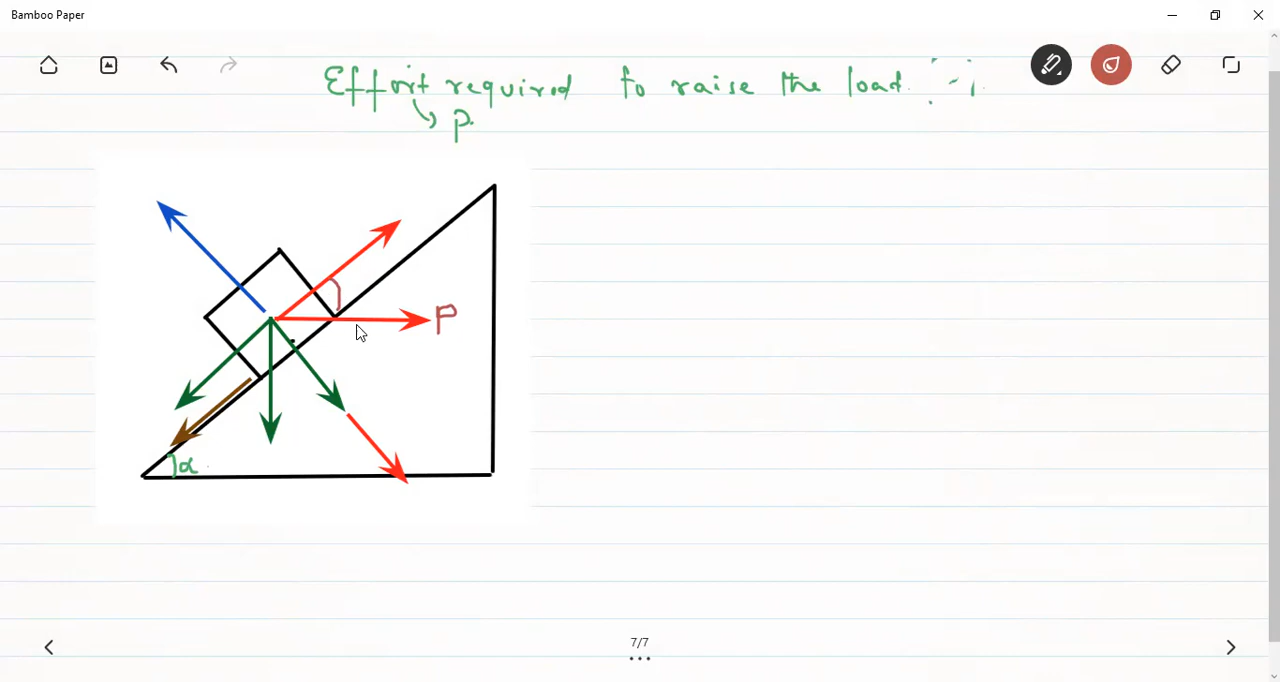 Bamboo Paper
Effort required to raise the load
P
P
α
7/7